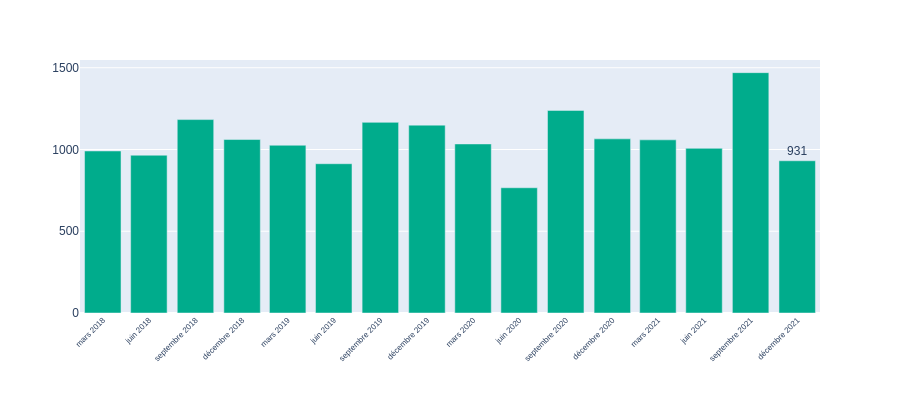 1500
1000
500
0
931
mars 2018
juin 2018
septembre 2018
décembre 2018
mars 2019
juin 2019
septembre 2019
décembre 2019
mars 2020
juin 2020
septembre 2020
décembre 2020
mars 2021
juin 2021
septembre 2021
décembre 2021